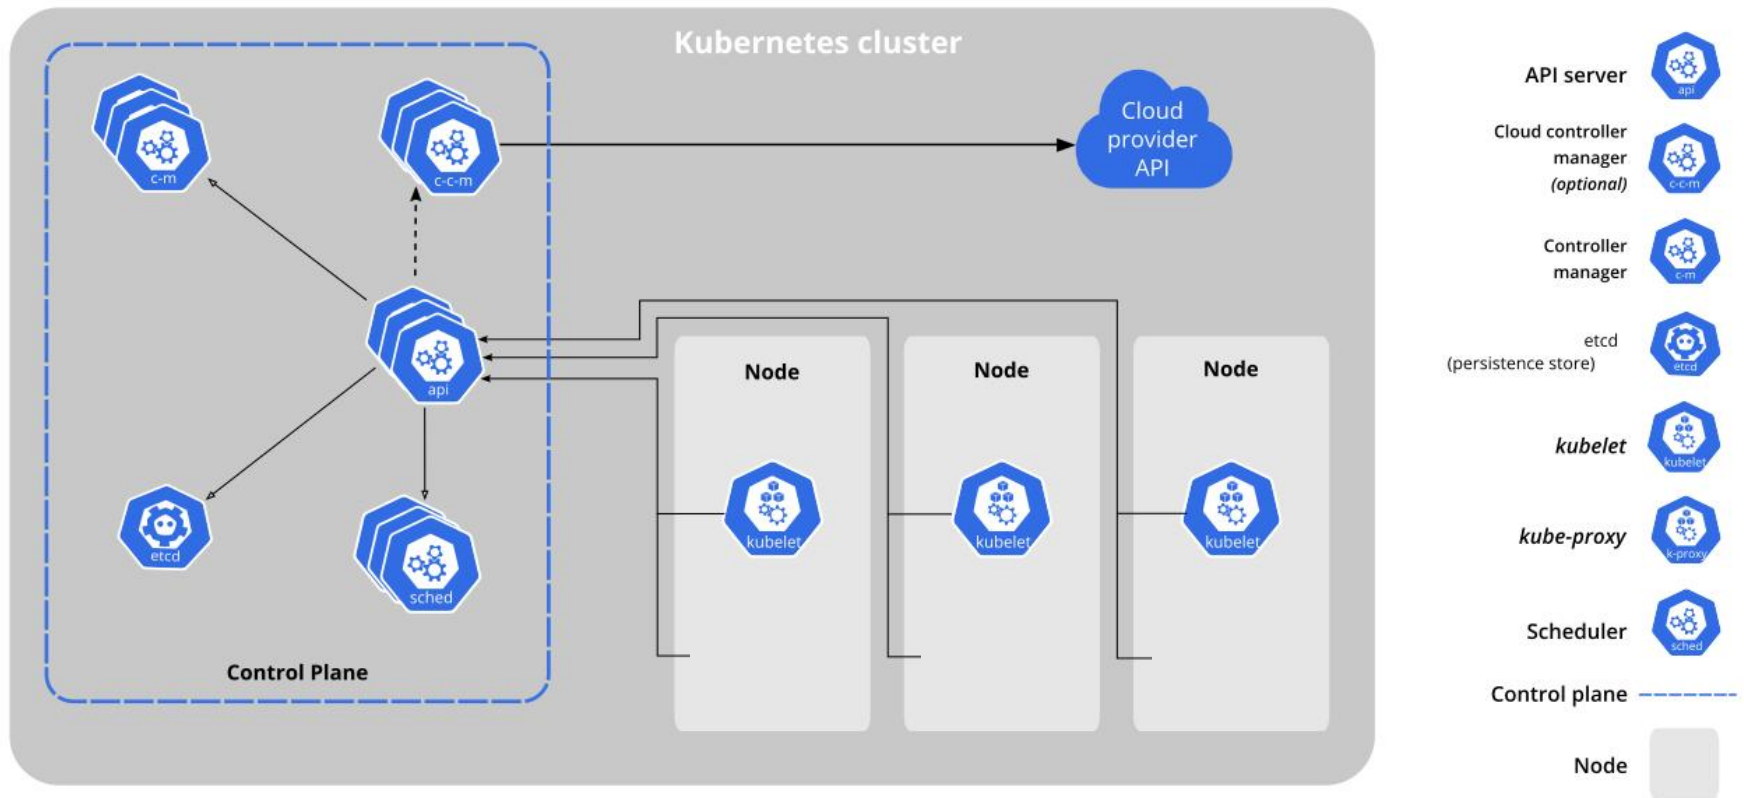 Kubernetes cluster
c-m
c-c-m
Cloud
provider
API
api
etcd
sched
Control Plane
Node
kubelet
Node
kubelet
Node
kubelet
API server
api
Cloud controller
manager
(optional)
c-c-m
Controller
manager
c-m
etcd
(persistence store)
etcd
kubelet
kubelet
kube-proxy
k-proxy
Scheduler
sched
Control plane
Node